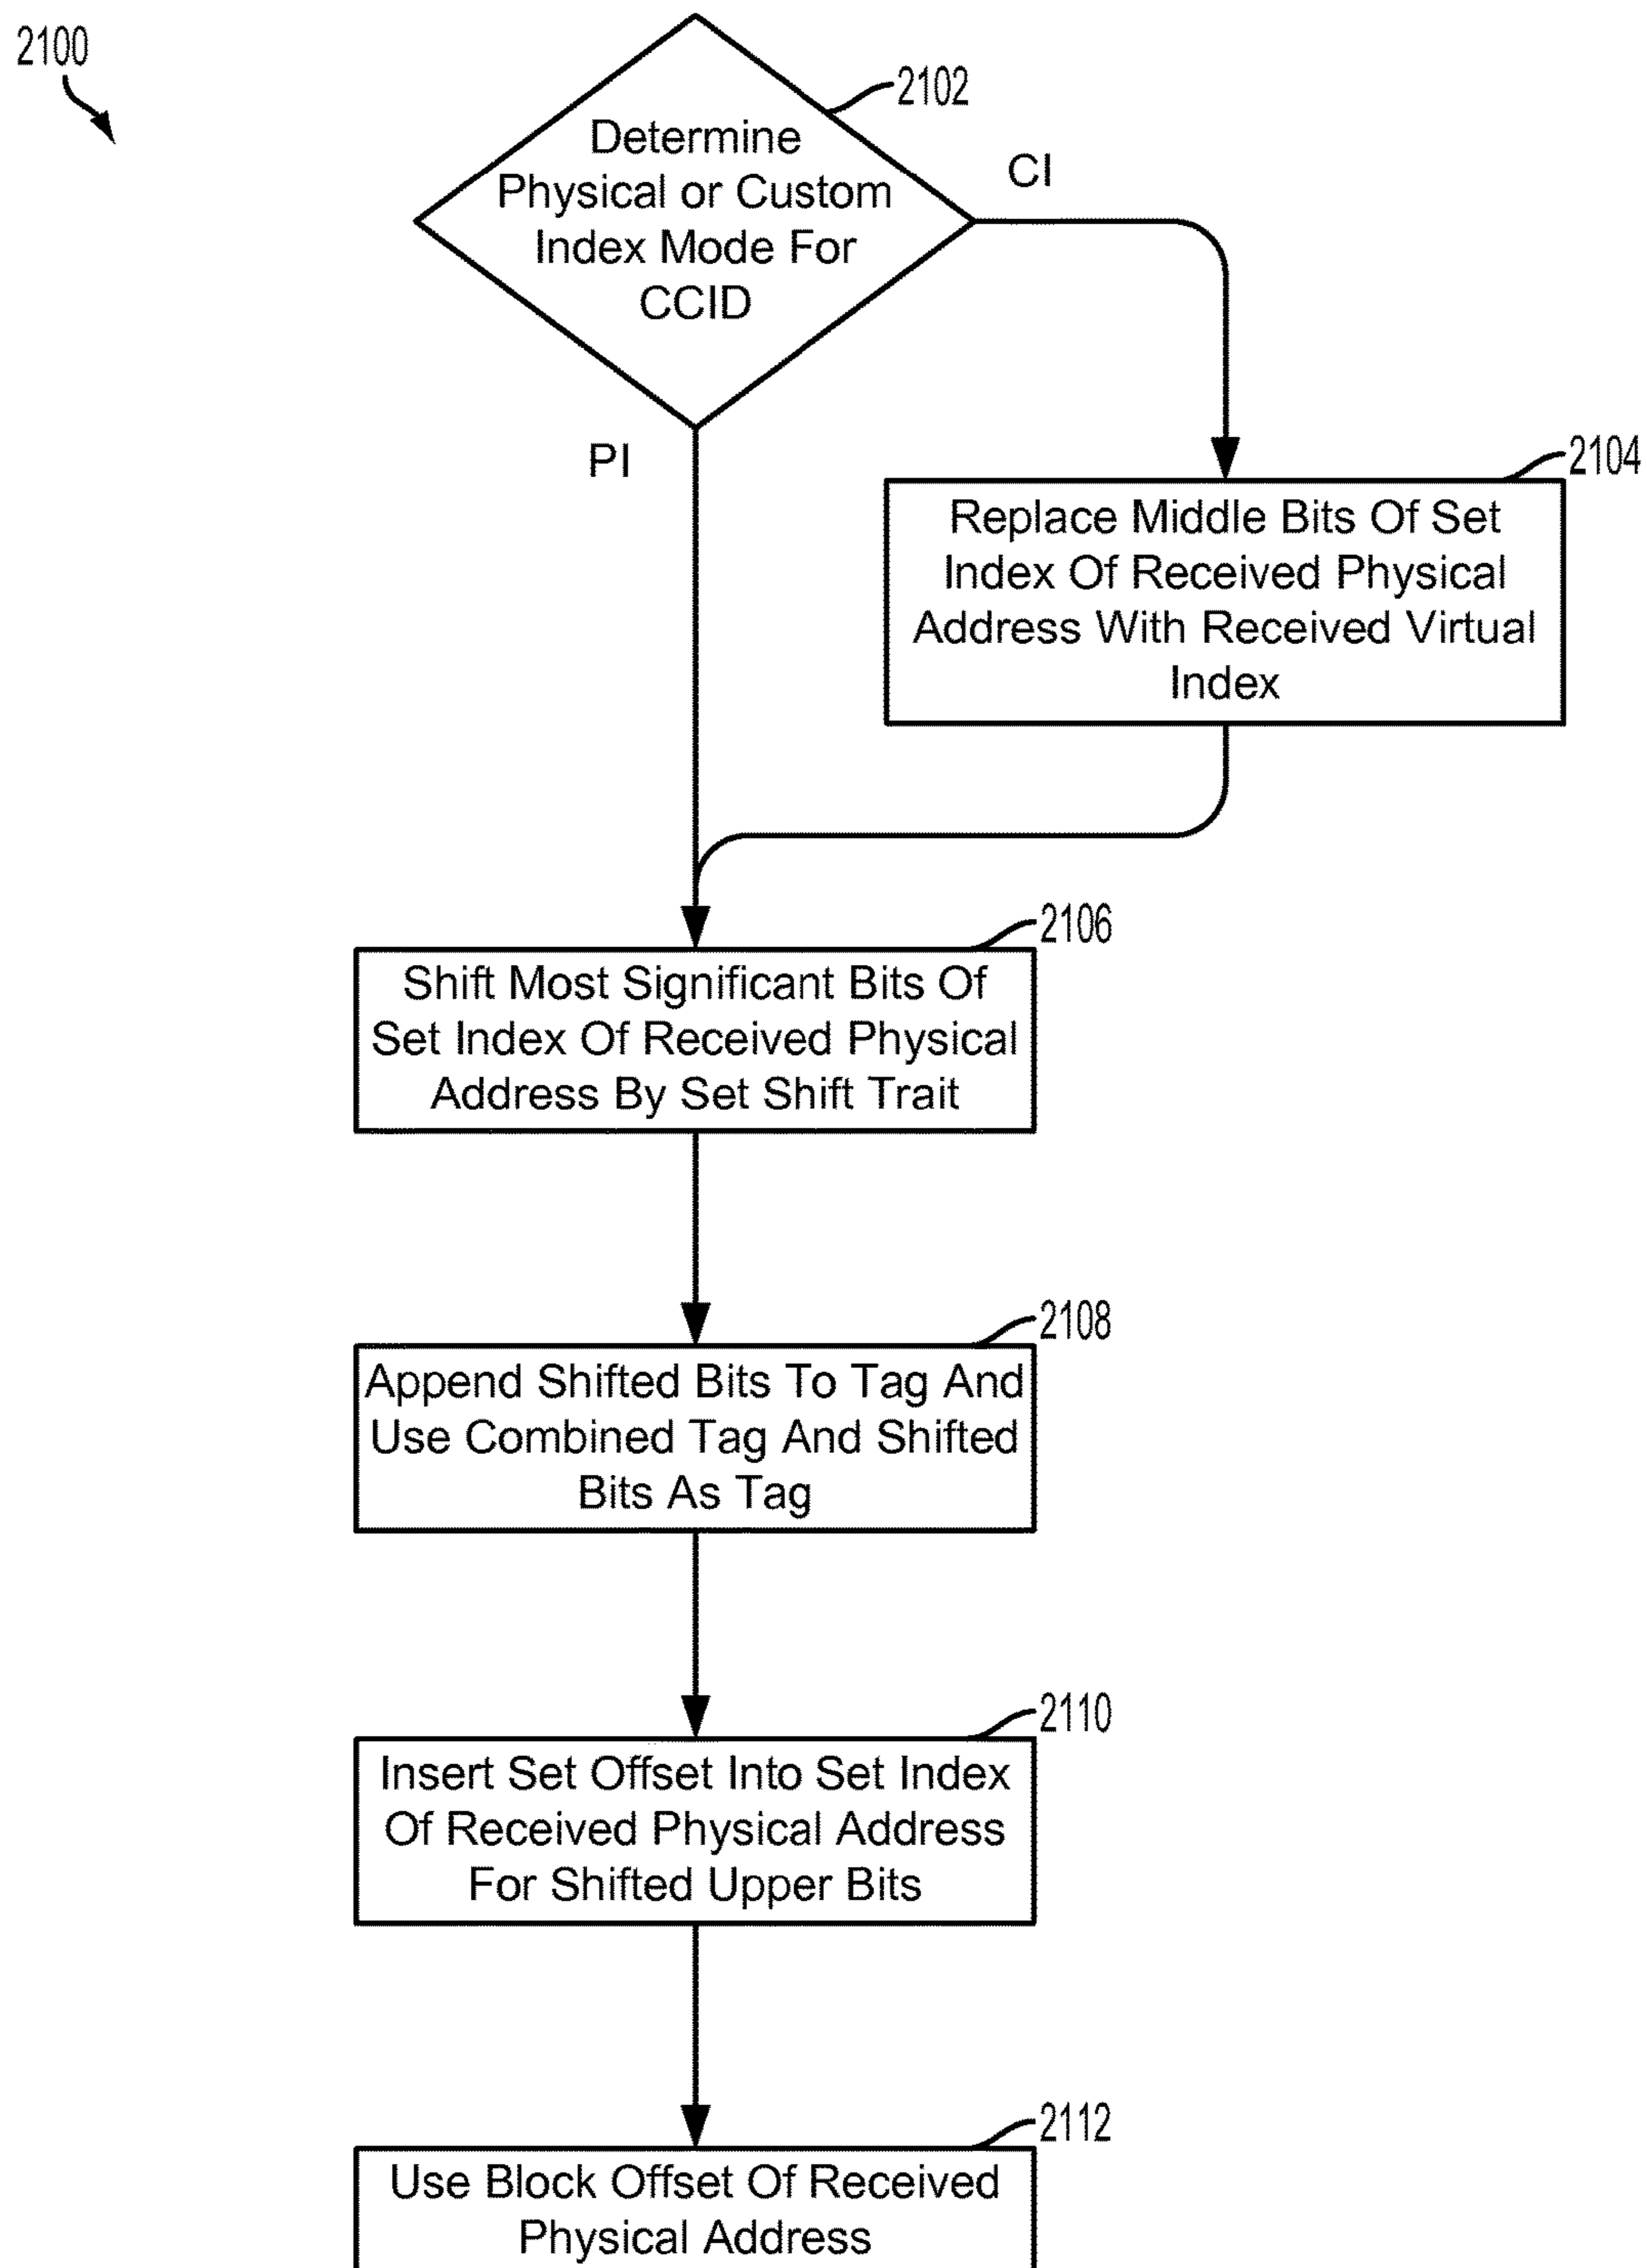 2100
2102
Determine
Physical or Custom
Index Mode For
CCID
CI
PI
2104
Replace Middle Bits Of Set
Index Of Received Physical
Address With Received Virtual
Index
2106
Shift Most Significant Bits Of
Set Index Of Received Physical
Address By Set Shift Trait
2108
Append Shifted Bits To Tag And
Use Combined Tag And Shifted
Bits As Tag
2110
Insert Set Offset Into Set Index
Of Received Physical Address
For Shifted Upper Bits
2112
Use Block Offset Of Received
Physical Address